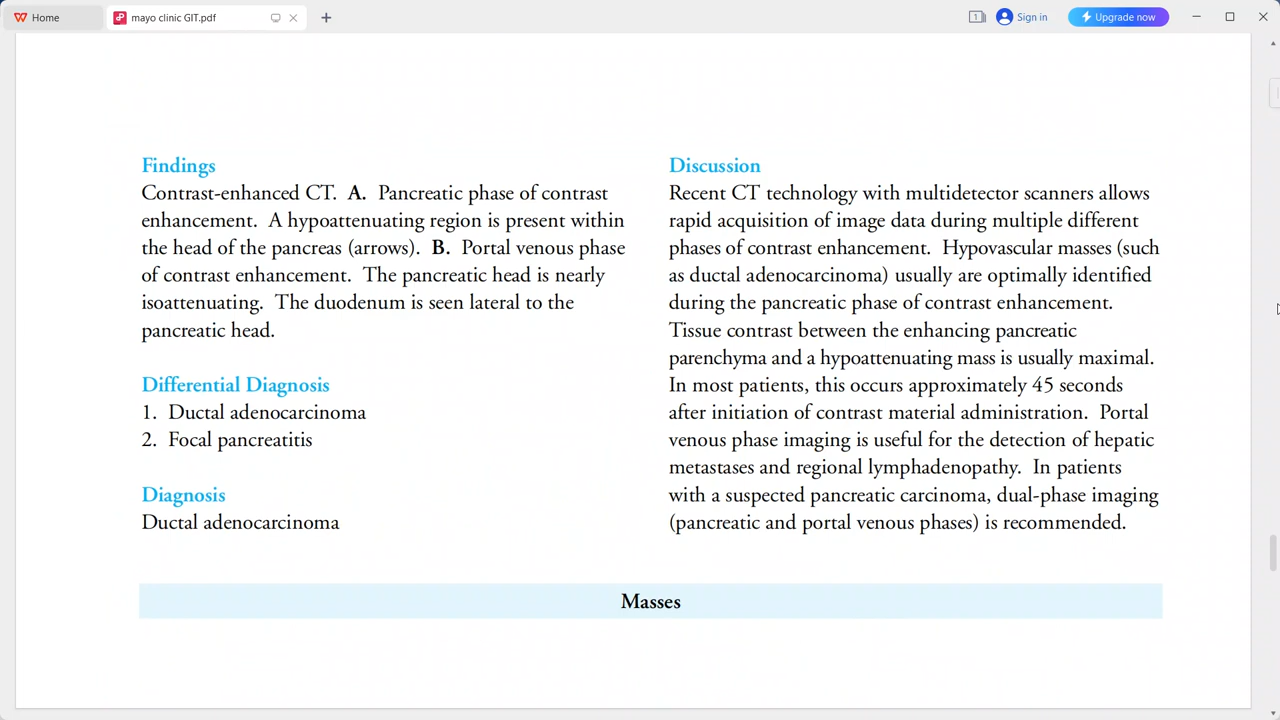 Home
mayo clinic GIT.pdf
1
Sign in
Upgrade now
Findings
Contrast-enhanced CT. A. Pancreatic phase of contrast
enhancement. A hypoattenuating region is present within
the head of the pancreas (arrows). B. Portal venous phase
of contrast enhancement. The pancreatic head is nearly
isoattenuating. The duodenum is seen lateral to the
pancreatic head.
Differential Diagnosis
1. Ductal adenocarcinoma
2. Focal pancreatitis
Diagnosis
Ductal adenocarcinoma
Discussion
Recent CT technology with multidetector scanners allows
rapid acquisition of image data during multiple different
phases of contrast enhancement. Hypovascular masses (such
as ductal adenocarcinoma) usually are optimally identified
during the pancreatic phase of contrast enhancement.
Tissue contrast between the enhancing pancreatic
parenchyma and a hypoattenuating mass is usually maximal.
In most patients, this occurs approximately 45 seconds
after initiation of contrast material administration. Portal
venous phase imaging is useful for the detection of hepatic
metastases and regional lymphadenopathy. In patients
with a suspected pancreatic carcinoma, dual-phase imaging
(pancreatic and portal venous phases) is recommended.
Masses